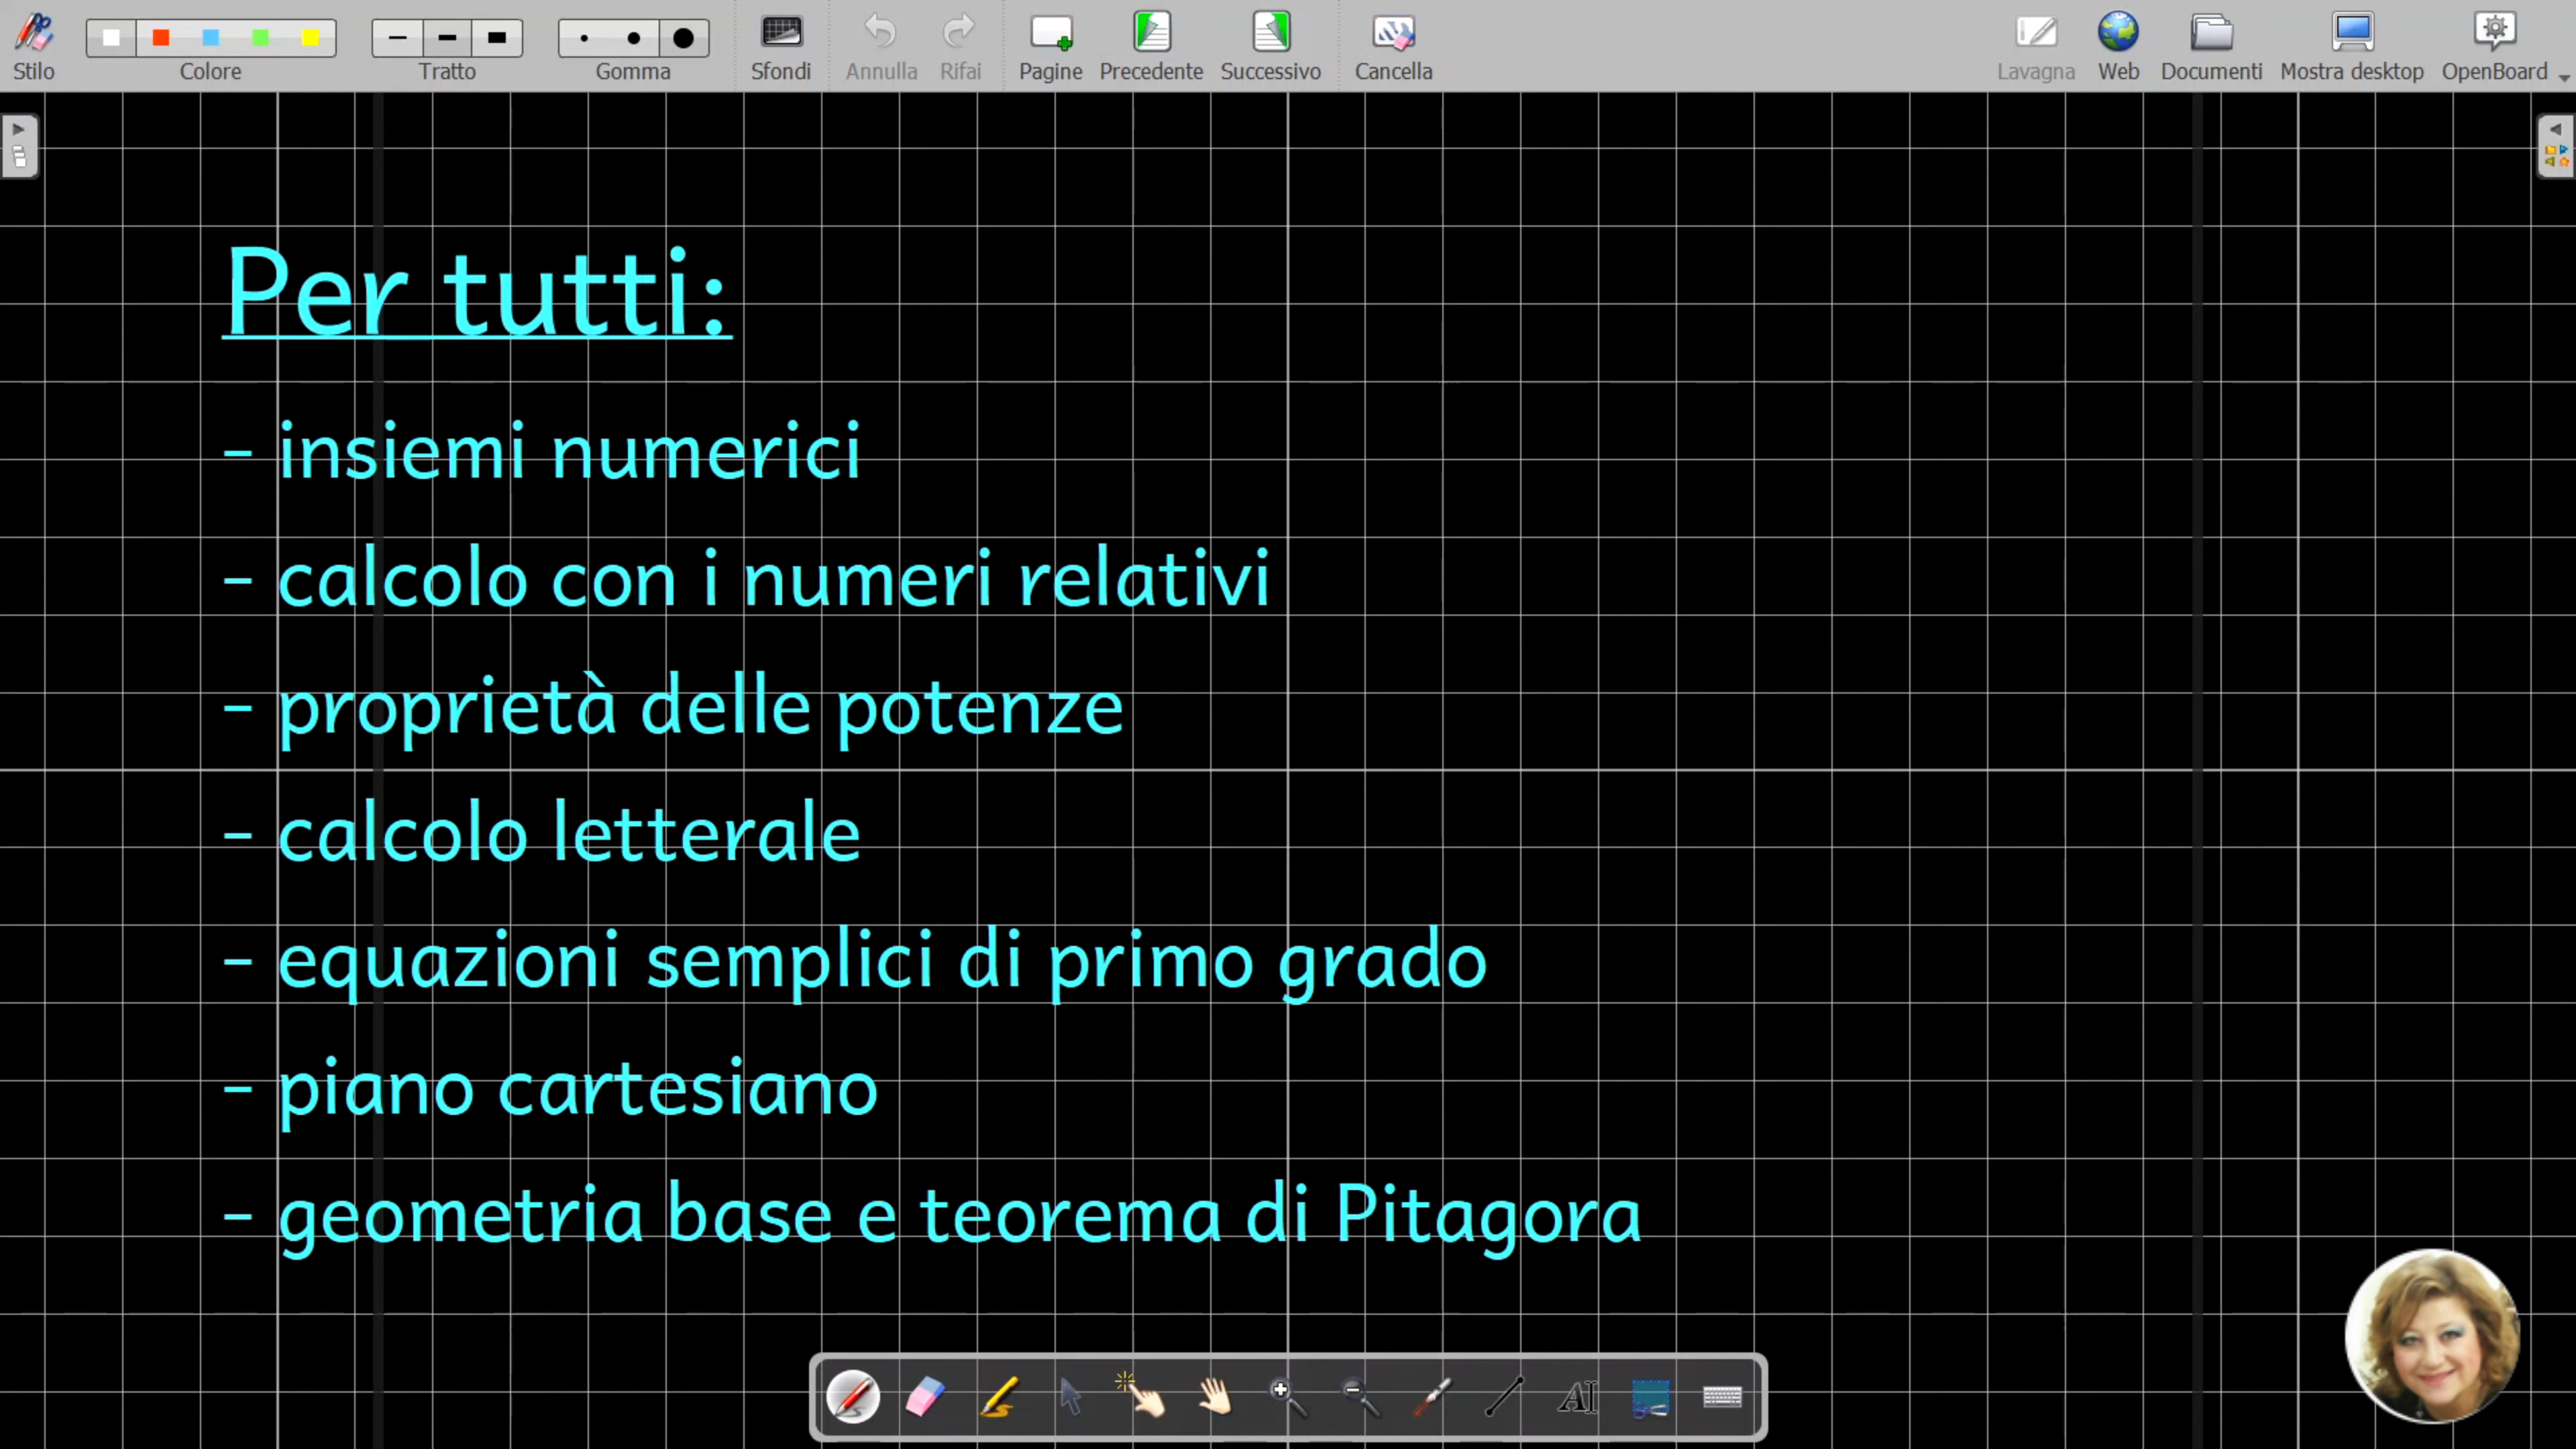 Stilo
Colore
Tratto
Gomma
Sfondi
Annulla
Rifai
Pagine
Precedente
Successivo
Cancella
Lavagna
Web
Documenti
Mostra desktop
OpenBoard
Per tutti:
- insiemi numerici
- calcolo con i numeri relativi
- proprietà delle potenze
- calcolo letterale
- equazioni semplici di primo grado
- piano cartesiano
- geometria base e teorema di Pitagora
AI